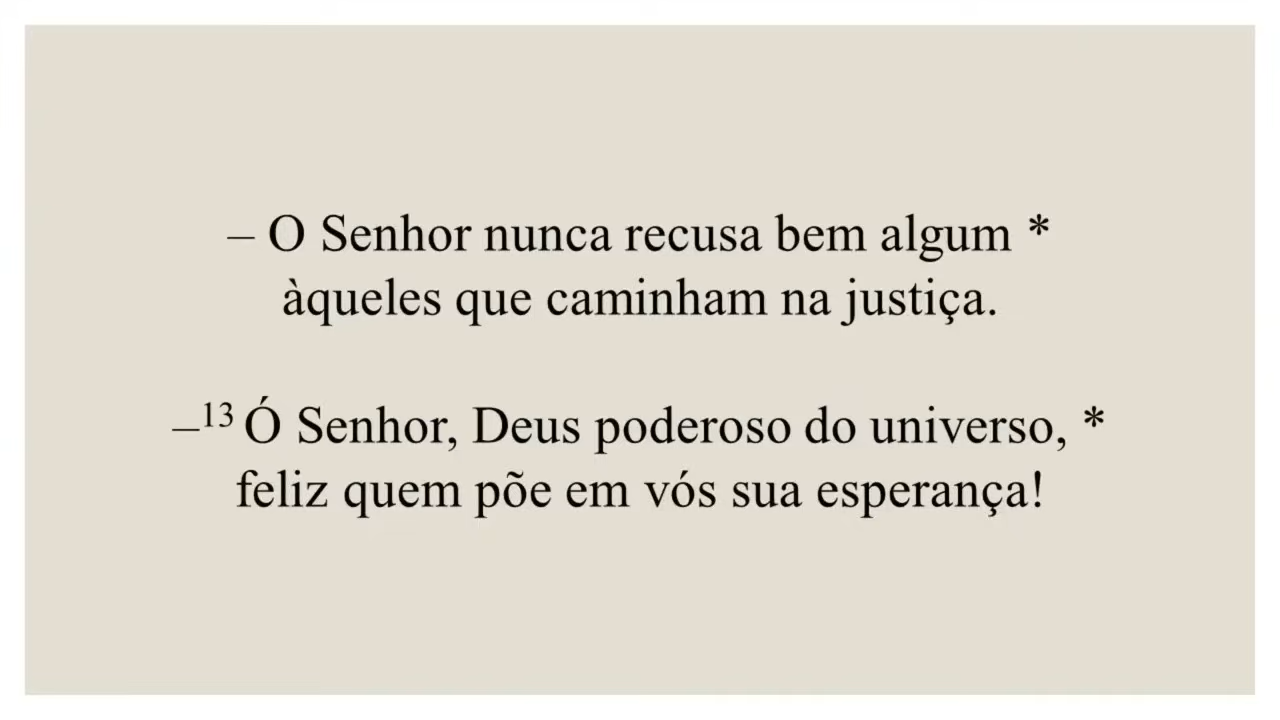 – O Senhor nunca recusa bem algum *
àqueles que caminham na justiça.
–¹³ Ó Senhor, Deus poderoso do universo, *
feliz quem põe em vós sua esperança!